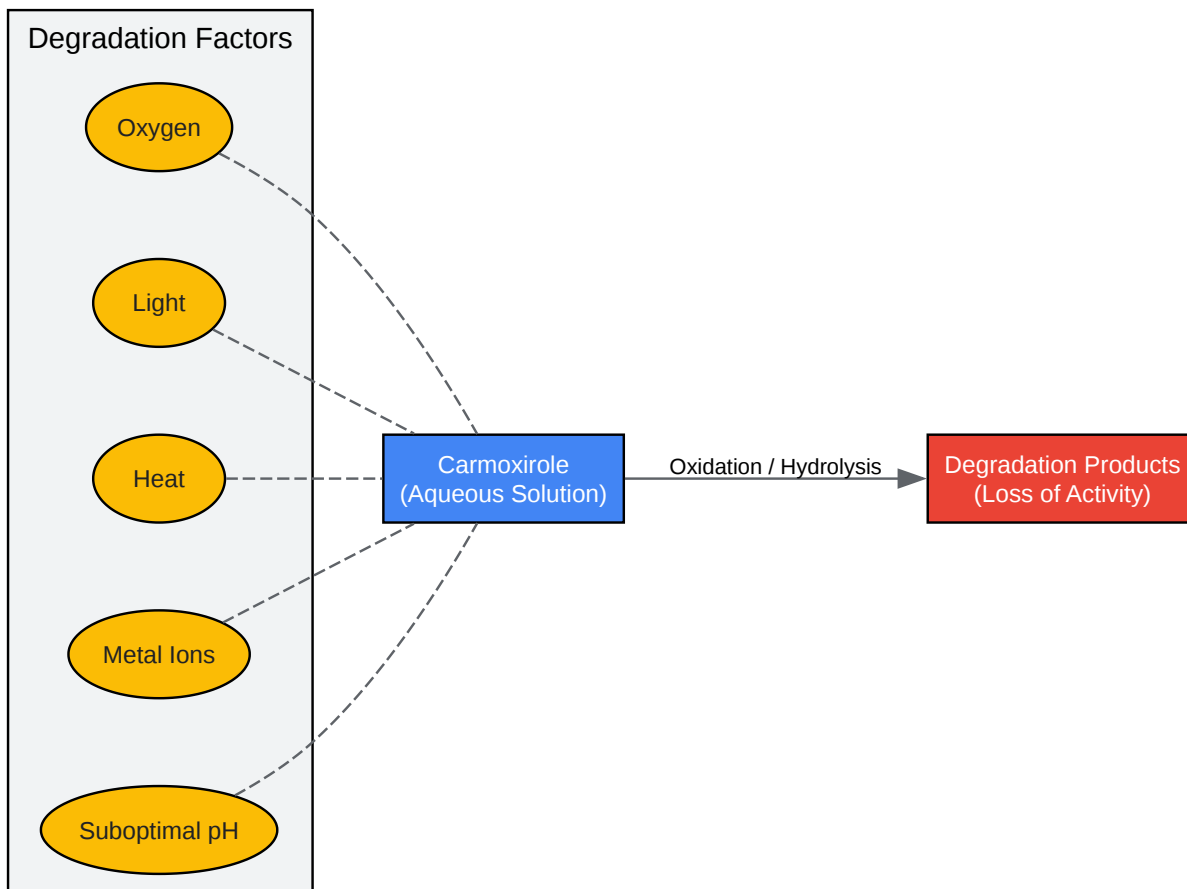 Degradation Factors
Oxygen
Light
Heat
Metal Ions
Suboptimal pH
Carmoxirole
(Aqueous Solution)
Oxidation / Hydrolysis
Degradation Products
(Loss of Activity)